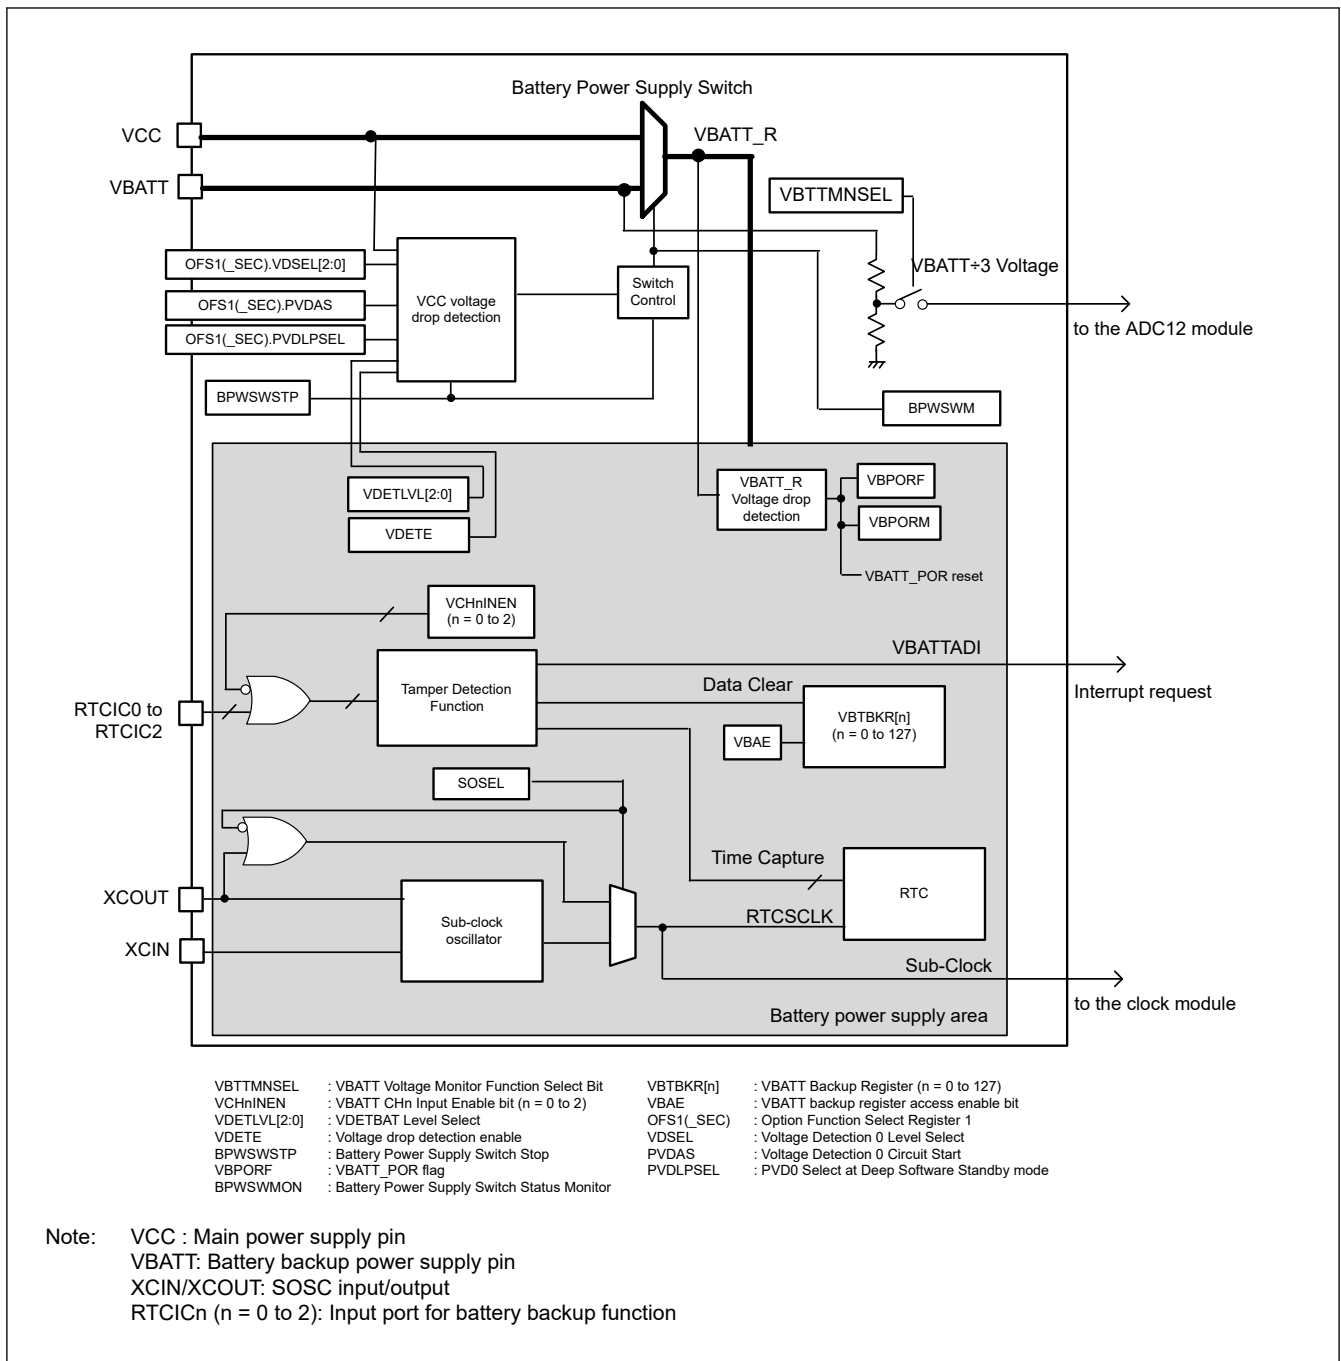 Battery Power Supply Switch
VCC
VBATT_R
VBATT
VBTTMNSEL
OFS1(_SEC).VDSEL[2:0]
VBATT÷3 Voltage
VCC voltage
drop detection
Switch
Control
OFS1(_SEC).PVDAS
to the ADC12 module
OFS1(_SEC).PVDLPSEL
BPWSWSTP
BPWSWM
VDETLVL[2:0]
VBATT_R
Voltage drop
detection
VBPORF
VBPORM
VDETE
VBATT_POR reset
VCHnINEN
(n = 0 to 2)
VBATTADI
Interrupt request
Tamper Detection
Function
Data Clear
RTCIC0 to
RTCIC2
VBTBKR[n]
(n = 0 to 127)
VBAE
SOSEL
Time Capture
RTC
XCOUT
RTCSCLK
Sub-clock
oscillator
XCIN
Sub-Clock
to the clock module
Battery power supply area
VBTTMNSEL : VBATT Voltage Monitor Function Select Bit
VCHnINEN : VBATT CHn Input Enable bit (n = 0 to 2)
VDETLVL[2:0] : VDETBAT Level Select
VDETE : Voltage drop detection enable
BPWSWSTP : Battery Power Supply Switch Stop
VBPORF : VBATT_POR flag
BPWSWMON : Battery Power Supply Switch Status Monitor
VBTBKR[n] : VBATT Backup Register (n = 0 to 127)
VBAE : VBATT backup register access enable bit
OFS1(_SEC) : Option Function Select Register 1
VDSEL : Voltage Detection 0 Level Select
PVDAS : Voltage Detection 0 Circuit Start
PVDLPSEL : PVD0 Select at Deep Software Standby mode
Note: VCC : Main power supply pin
VBATT: Battery backup power supply pin
XCIN/XCOUT: SOSC input/output
RTCICn (n = 0 to 2): Input port for battery backup function